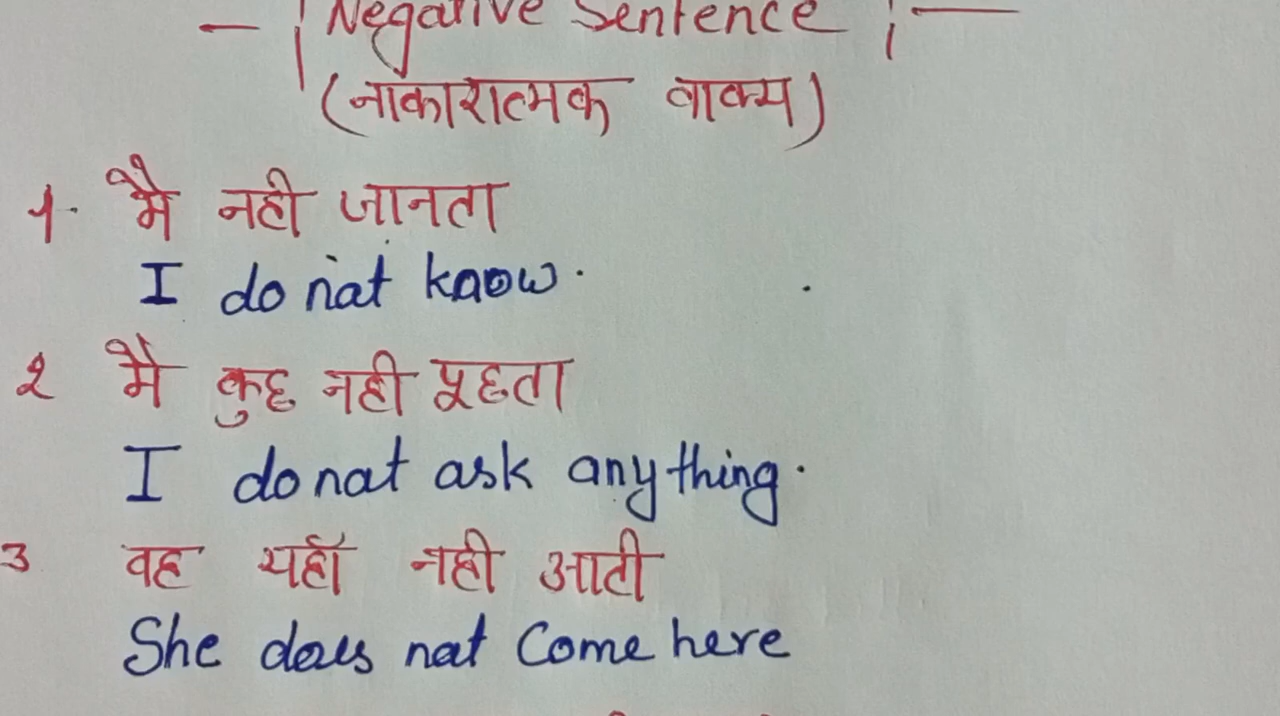 Negative Sentence
(नाकारात्मक वाक्य)
1. मै नही जानता
I do nat kaow.
2 मै कुछ नही पूछता
I do nat ask any thing.
3 वह यहाँ नही आती
She daes nat Come here